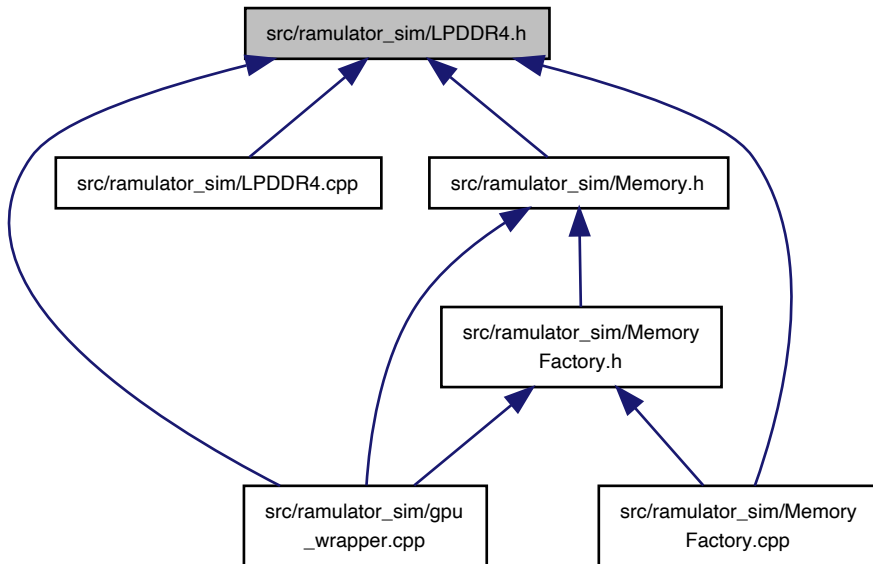 src/ramulator_sim/LPDDR4.h
src/ramulator_sim/LPDDR4.cpp
src/ramulator_sim/Memory.h
src/ramulator_sim/Memory
Factory.h
src/ramulator_sim/gpu
_wrapper.cpp
src/ramulator_sim/Memory
Factory.cpp